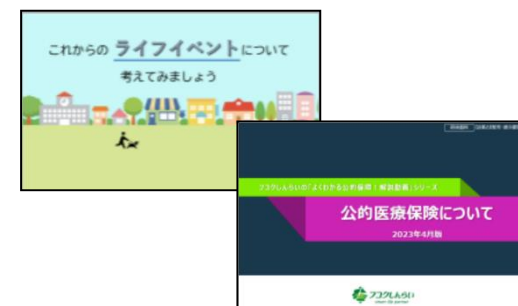 これからの ライフイベントについて
考えてみましょう
フコクしんらいの「よくわかる公的保障！解説動画」シリーズ
公的医療保険について
2023年4月版
フコクしんらい